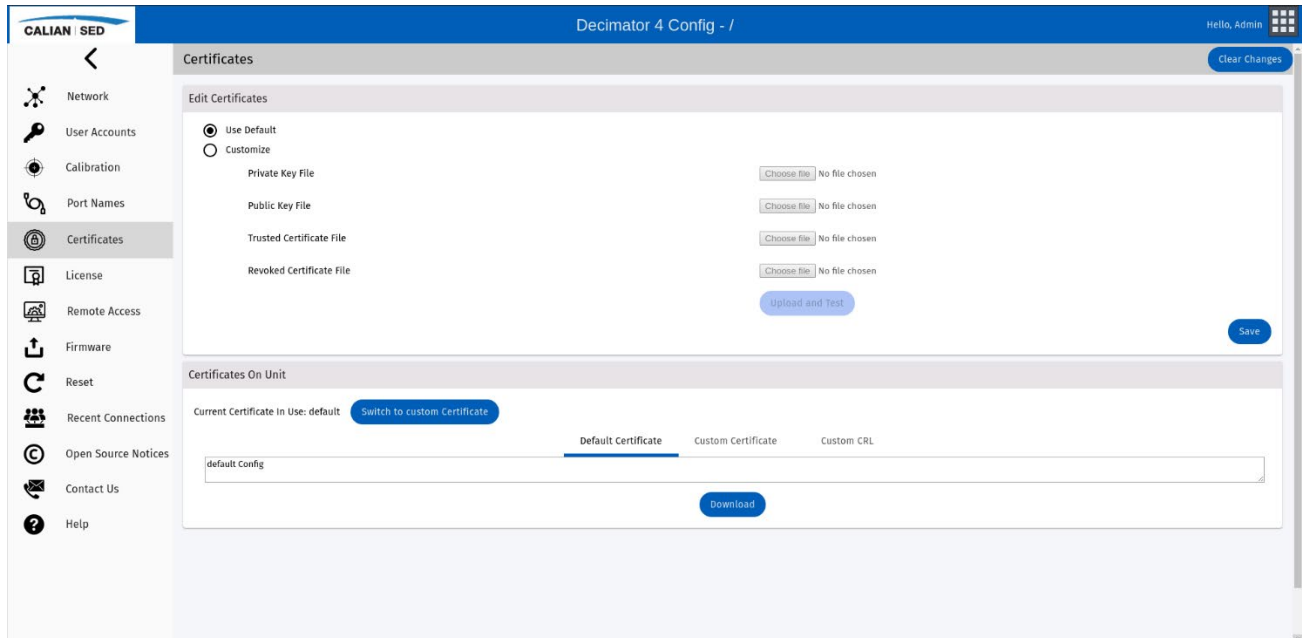 CALIAN SED
Decimator 4 Config - /
Hello, Admin
Certificates
Clear Changes
Network
User Accounts
Calibration
Port Names
Certificates
License
Remote Access
Firmware
Reset
Recent Connections
Open Source Notices
Contact Us
Help
Edit Certificates
Use Default
Customize
Private Key File Choose file No file chosen
Public Key File Choose file No file chosen
Trusted Certificate File Choose file No file chosen
Revoked Certificate File Choose file No file chosen
Upload and Test
Save
Certificates On Unit
Current Certificate In Use: default Switch to custom Certificate
Default Certificate Custom Certificate Custom CRL
default Config
Download